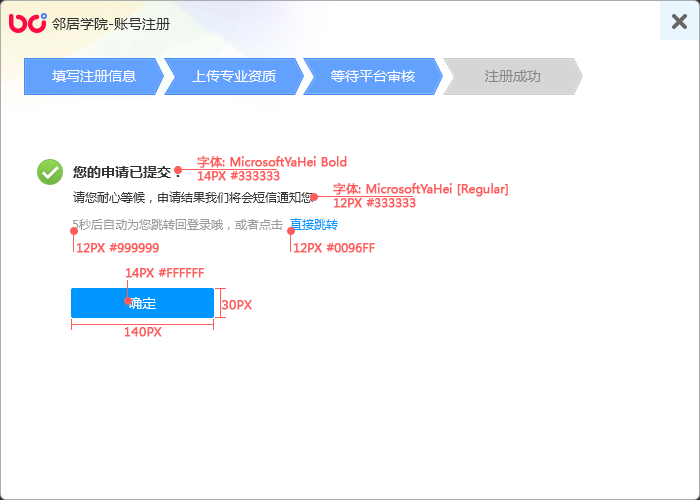 邻居学院-账号注册
填写注册信息 上传专业资质 等待平台审核 注册成功
您的申请已提交:
字体: MicrosoftYaHei Bold
14PX #333333
请您耐心等候，申请结果我们将会短信通知您
字体: MicrosoftYaHei [Regular]
12PX #333333
5秒后自动为您跳转回登录哦，或者点击 直接跳转
12PX #999999 12PX #0096FF
14PX #FFFFFF
确定
30PX
140PX